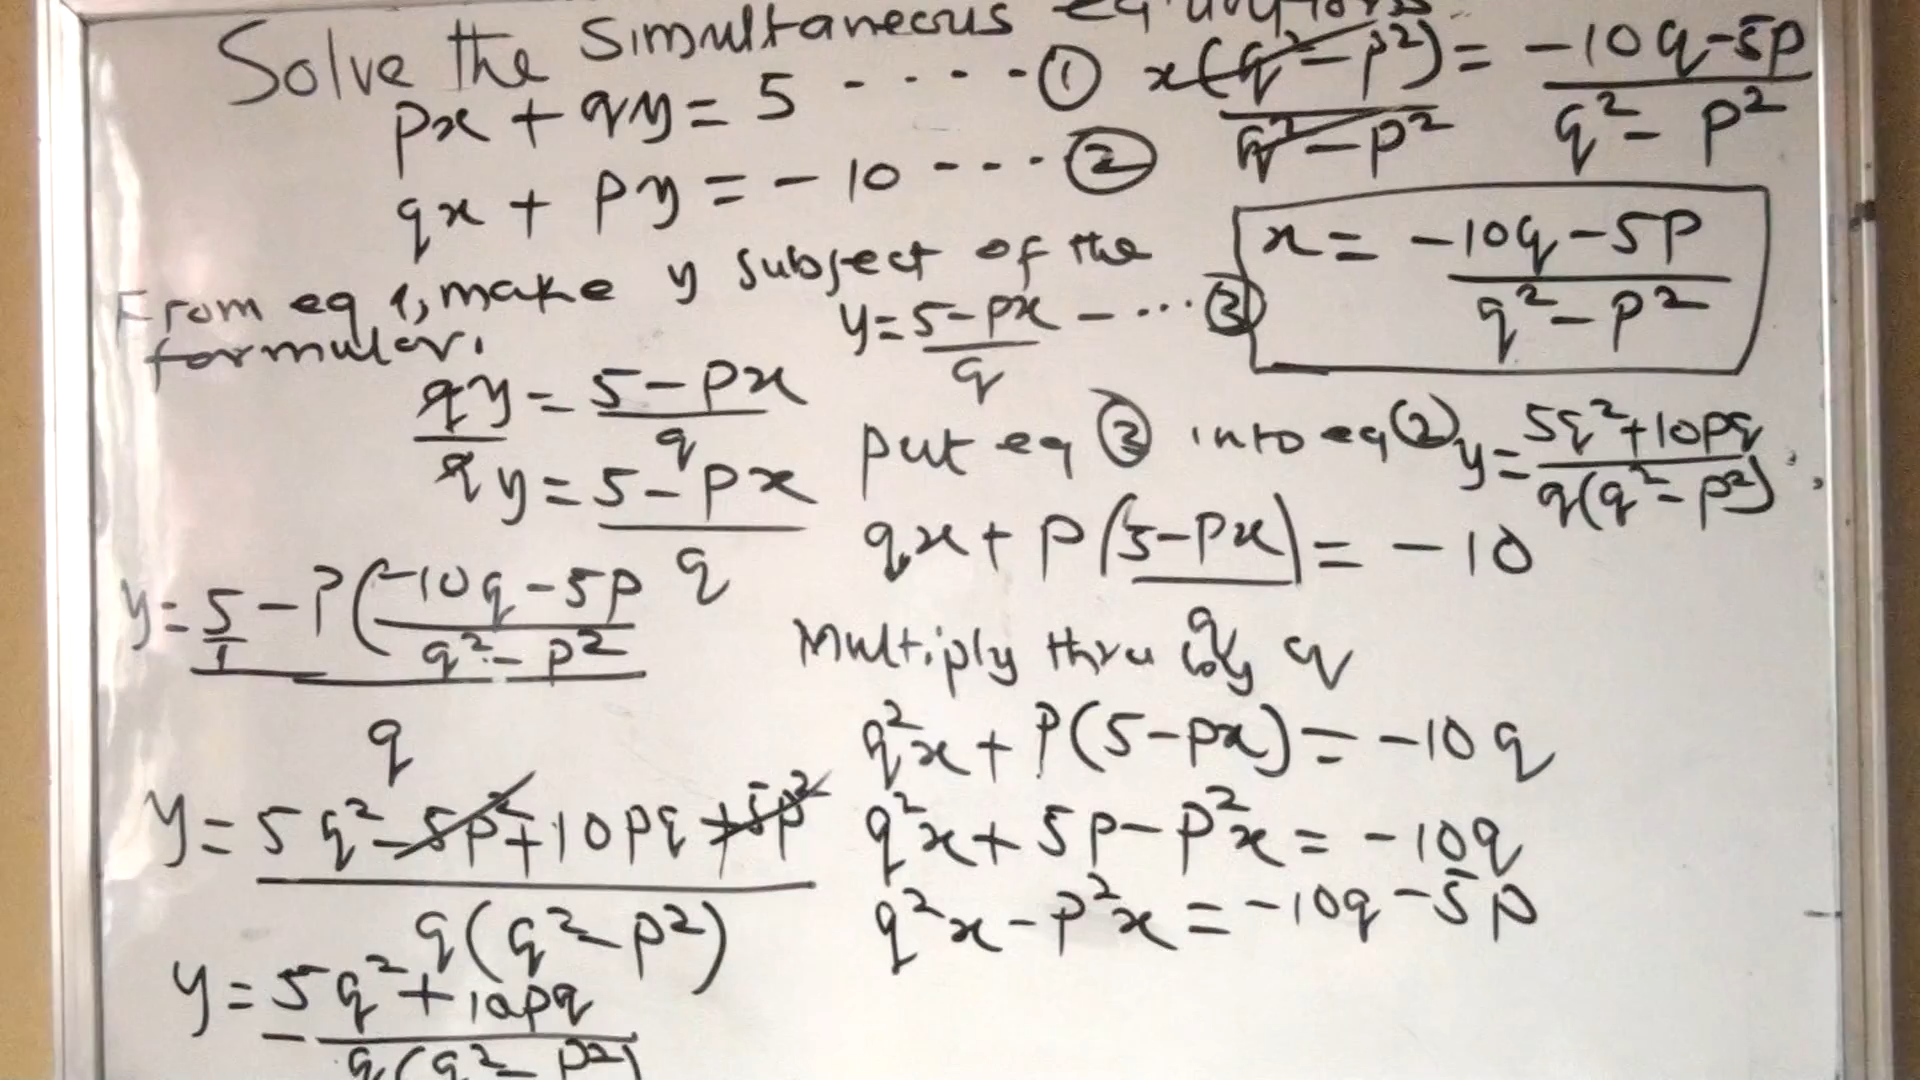 Solve the simultaneous equations
px + qy = 5 - - - - - ①
qx + py = - 10 - - - - ②
From eq 1, make y subject of the
formular.
qy = 5 - px
q q
y = 5 - px
q
y = 5 - px - - ... ③
q
put eq ③ into eq ②
qx + p(5 - px) = - 10
q
Multiply thru by q
q²x + p(5 - px) = - 10q
q²x + 5p - p²x = - 10q
q²x - p²x = - 10q - 5p
x(q² - p²) = - 10q - 5p
q² - p² q² - p²
x = - 10q - 5p
q² - p²
y = 5 - p(-10q - 5p
1 q² - p²
q
y = 5q² - 5p² + 10pq + 5p²
q(q² - p²)
y = 5q² + 10pq
q(q² - p²)
y = 5q² + 10pq
q(q² - p²)